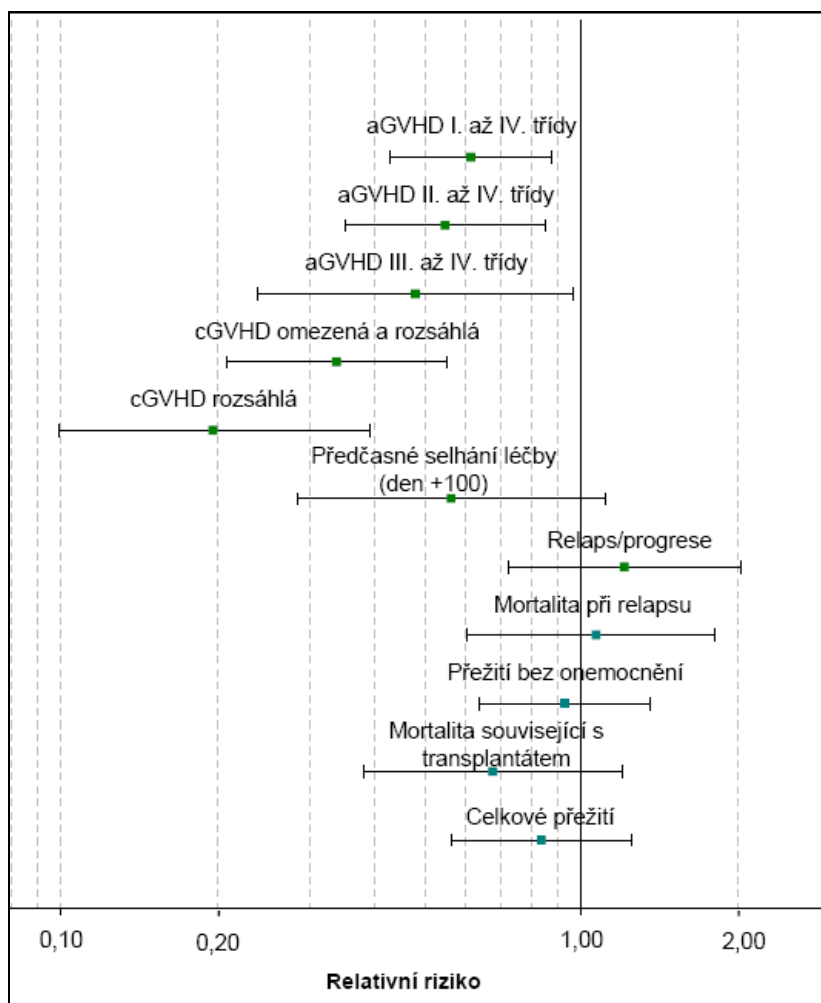 aGVHD I. až IV. třídy
aGVHD II. až IV. třídy
aGVHD III. až IV. třídy
cGVHD omezená a rozsáhlá
cGVHD rozsáhlá
Předčasné selhání léčby
(den +100)
Relaps/progrese
Mortalita při relapsu
Přežití bez onemocnění
Mortalita související s
transplantátem
Celkové přežití
0,10 0,20 1,00 2,00
Relativní riziko